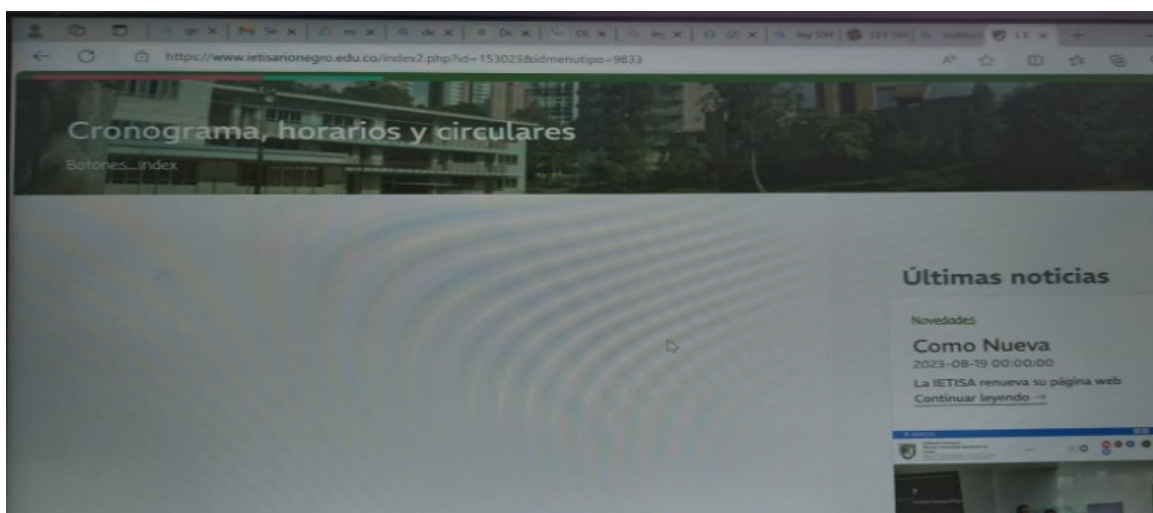 https://www.ietisarionegro.edu.co/index2.php?id=153023&idmenutipo=9833
Cronograma, horarios y circulares
Botones_index
Últimas noticias
Novedades
Como Nueva
2023-08-19 00:00:00
La IETISA renueva su página web
Continuar leyendo →